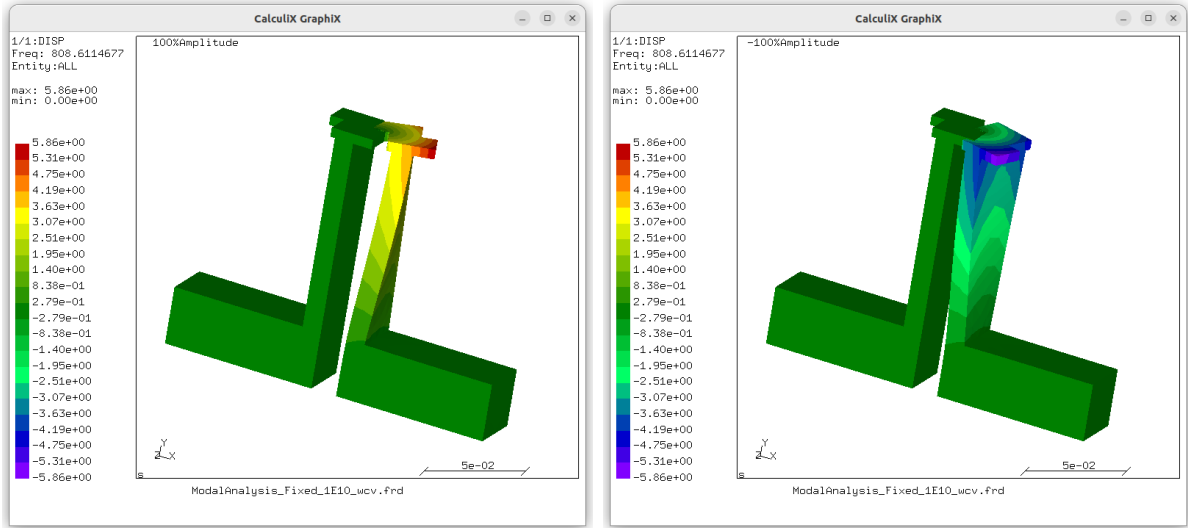 CalculiX GraphiX
1/1:DISP
Freq: 808.6114677
Entity:ALL
max: 5.86e+00
min: 0.00e+00
100%Amplitude
5.86e+00
5.31e+00
4.75e+00
4.19e+00
3.63e+00
3.07e+00
2.51e+00
1.95e+00
1.40e+00
8.38e-01
2.79e-01
-2.79e-01
-8.38e-01
-1.40e+00
-1.95e+00
-2.51e+00
-3.07e+00
-3.63e+00
-4.19e+00
-4.75e+00
-5.31e+00
-5.86e+00
Y
Z X
s
5e-02
ModalAnalysis_Fixed_1E10_wcv.frd
CalculiX GraphiX
1/1:DISP
Freq: 808.6114677
Entity:ALL
max: 5.86e+00
min: 0.00e+00
-100%Amplitude
5.86e+00
5.31e+00
4.75e+00
4.19e+00
3.63e+00
3.07e+00
2.51e+00
1.95e+00
1.40e+00
8.38e-01
2.79e-01
-2.79e-01
-8.38e-01
-1.40e+00
-1.95e+00
-2.51e+00
-3.07e+00
-3.63e+00
-4.19e+00
-4.75e+00
-5.31e+00
-5.86e+00
Y
Z X
s
5e-02
ModalAnalysis_Fixed_1E10_wcv.frd